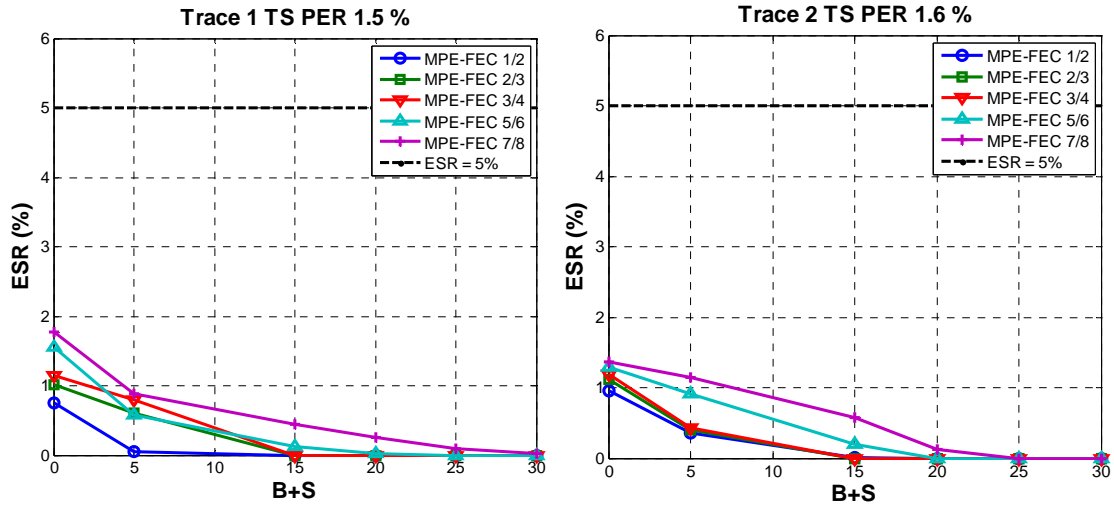 Trace 1 TS PER 1.5 %
6
5
4
3
2
1
0
0 5 10 15 20 25 30
ESR (%)
B+S
MPE-FEC 1/2
MPE-FEC 2/3
MPE-FEC 3/4
MPE-FEC 5/6
MPE-FEC 7/8
ESR = 5%
Trace 2 TS PER 1.6 %
6
5
4
3
2
1
0
0 5 10 15 20 25 30
ESR (%)
B+S
MPE-FEC 1/2
MPE-FEC 2/3
MPE-FEC 3/4
MPE-FEC 5/6
MPE-FEC 7/8
ESR = 5%